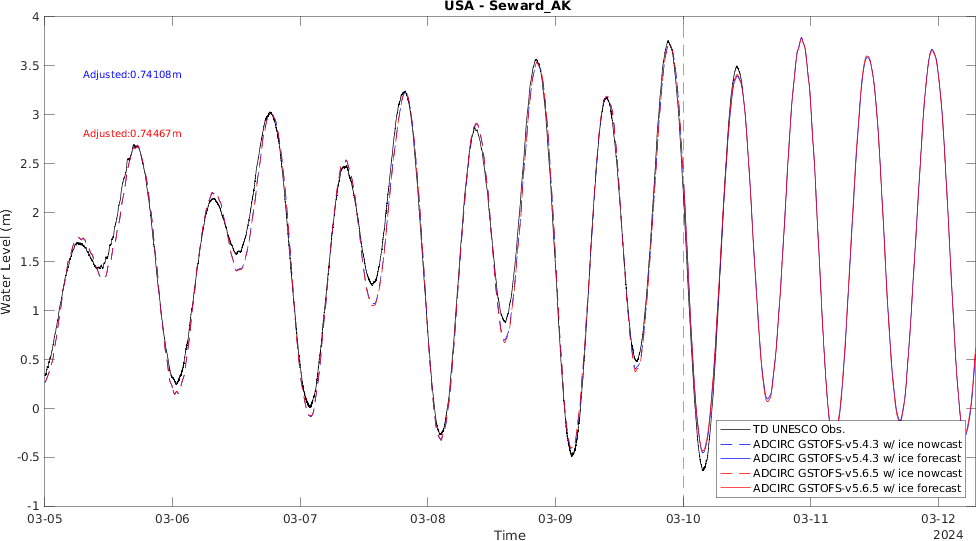 USA - Seward_AK
4
3.5
3
2.5
2
1.5
1
0.5
0
-0.5
-1
Water Level (m)
Adjusted:0.74108m
Adjusted:0.74467m
TD UNESCO Obs.
ADCIRC GSTOFS-v5.4.3 w/ ice nowcast
ADCIRC GSTOFS-v5.4.3 w/ ice forecast
ADCIRC GSTOFS-v5.6.5 w/ ice nowcast
ADCIRC GSTOFS-v5.6.5 w/ ice forecast
03-05 03-06 03-07 03-08 03-09 03-10 03-11 03-12
Time
2024